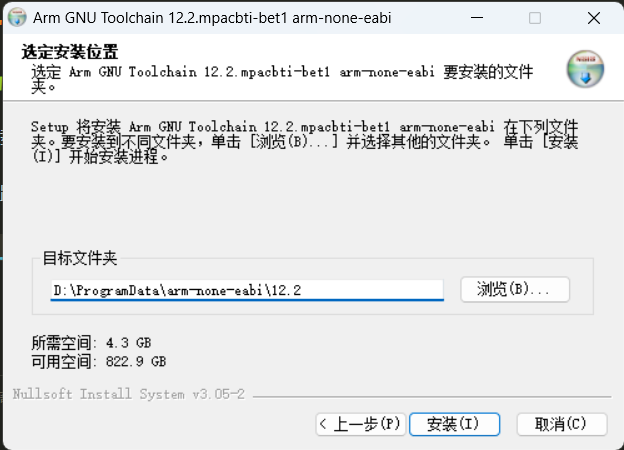 Arm GNU Toolchain 12.2.mpacbti-bet1 arm-none-eabi
选定安装位置
选定 Arm GNU Toolchain 12.2.mpacbti-bet1 arm-none-eabi 要安装的文件
夹。
Setup 将安装 Arm GNU Toolchain 12.2.mpacbti-bet1 arm-none-eabi 在下列文件
夹。要安装到不同文件夹，单击 [浏览(B)...] 并选择其他的文件夹。 单击 [安装
(I)] 开始安装进程。
目标文件夹
D:\ProgramData\arm-none-eabi\12.2
浏览(B)...
所需空间: 4.3 GB
可用空间: 822.9 GB
Nullsoft Install System v3.05-2
< 上一步(P)
安装(I)
取消(C)